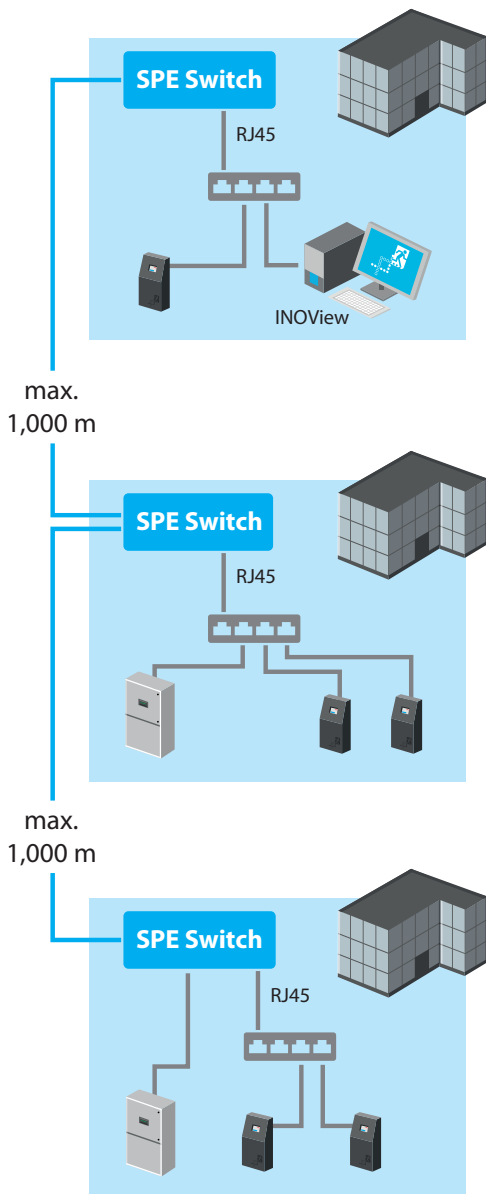 SPE Switch
RJ45
INOView
max.
1,000 m
SPE Switch
RJ45
max.
1,000 m
SPE Switch
RJ45